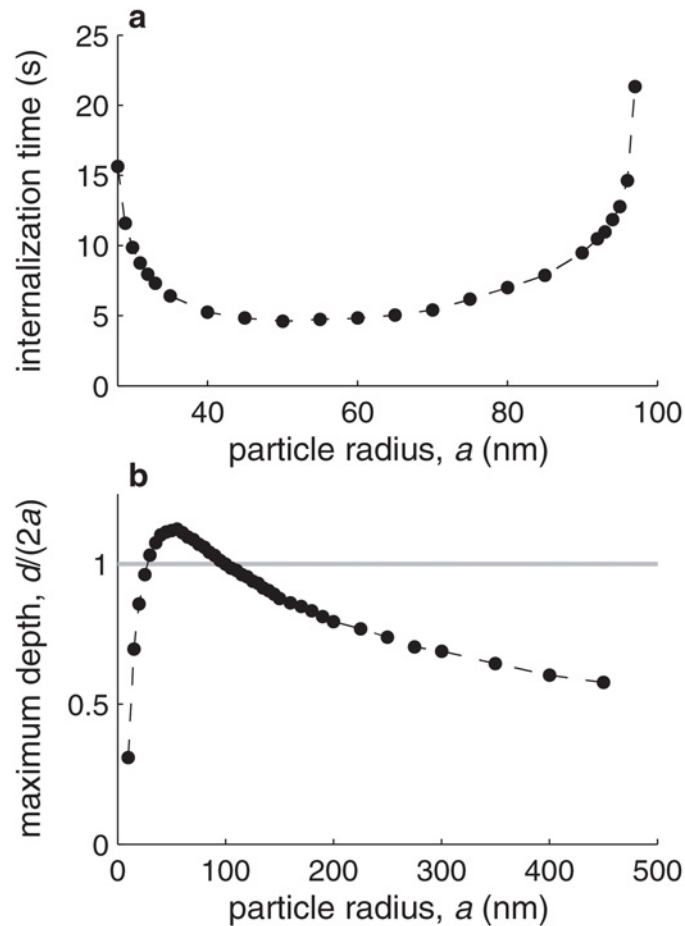 a
25
20
15
10
5
0
internalization time (s)
40 60 80 100
particle radius, a (nm)
b
1
0.5
0
maximum depth, d/(2a)
0 100 200 300 400 500
particle radius, a (nm)